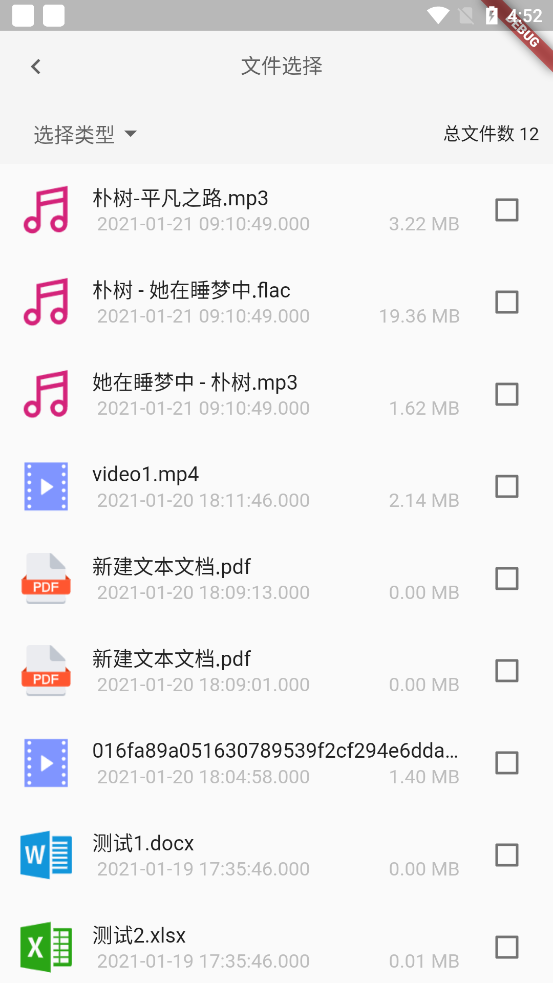 4:52
DEBUG
文件选择
选择类型
总文件数 12
朴树-平凡之路.mp3
2021-01-21 09:10:49.000 3.22 MB
朴树 - 她在睡梦中.flac
2021-01-21 09:10:49.000 19.36 MB
她在睡梦中 - 朴树.mp3
2021-01-21 09:10:49.000 1.62 MB
video1.mp4
2021-01-20 18:11:46.000 2.14 MB
PDF
新建文本文档.pdf
2021-01-20 18:09:13.000 0.00 MB
PDF
新建文本文档.pdf
2021-01-20 18:09:01.000 0.00 MB
016fa89a051630789539f2cf294e6dda...
2021-01-20 18:04:58.000 1.40 MB
W
测试1.docx
2021-01-19 17:35:46.000 0.00 MB
X
测试2.xlsx
2021-01-19 17:35:46.000 0.01 MB